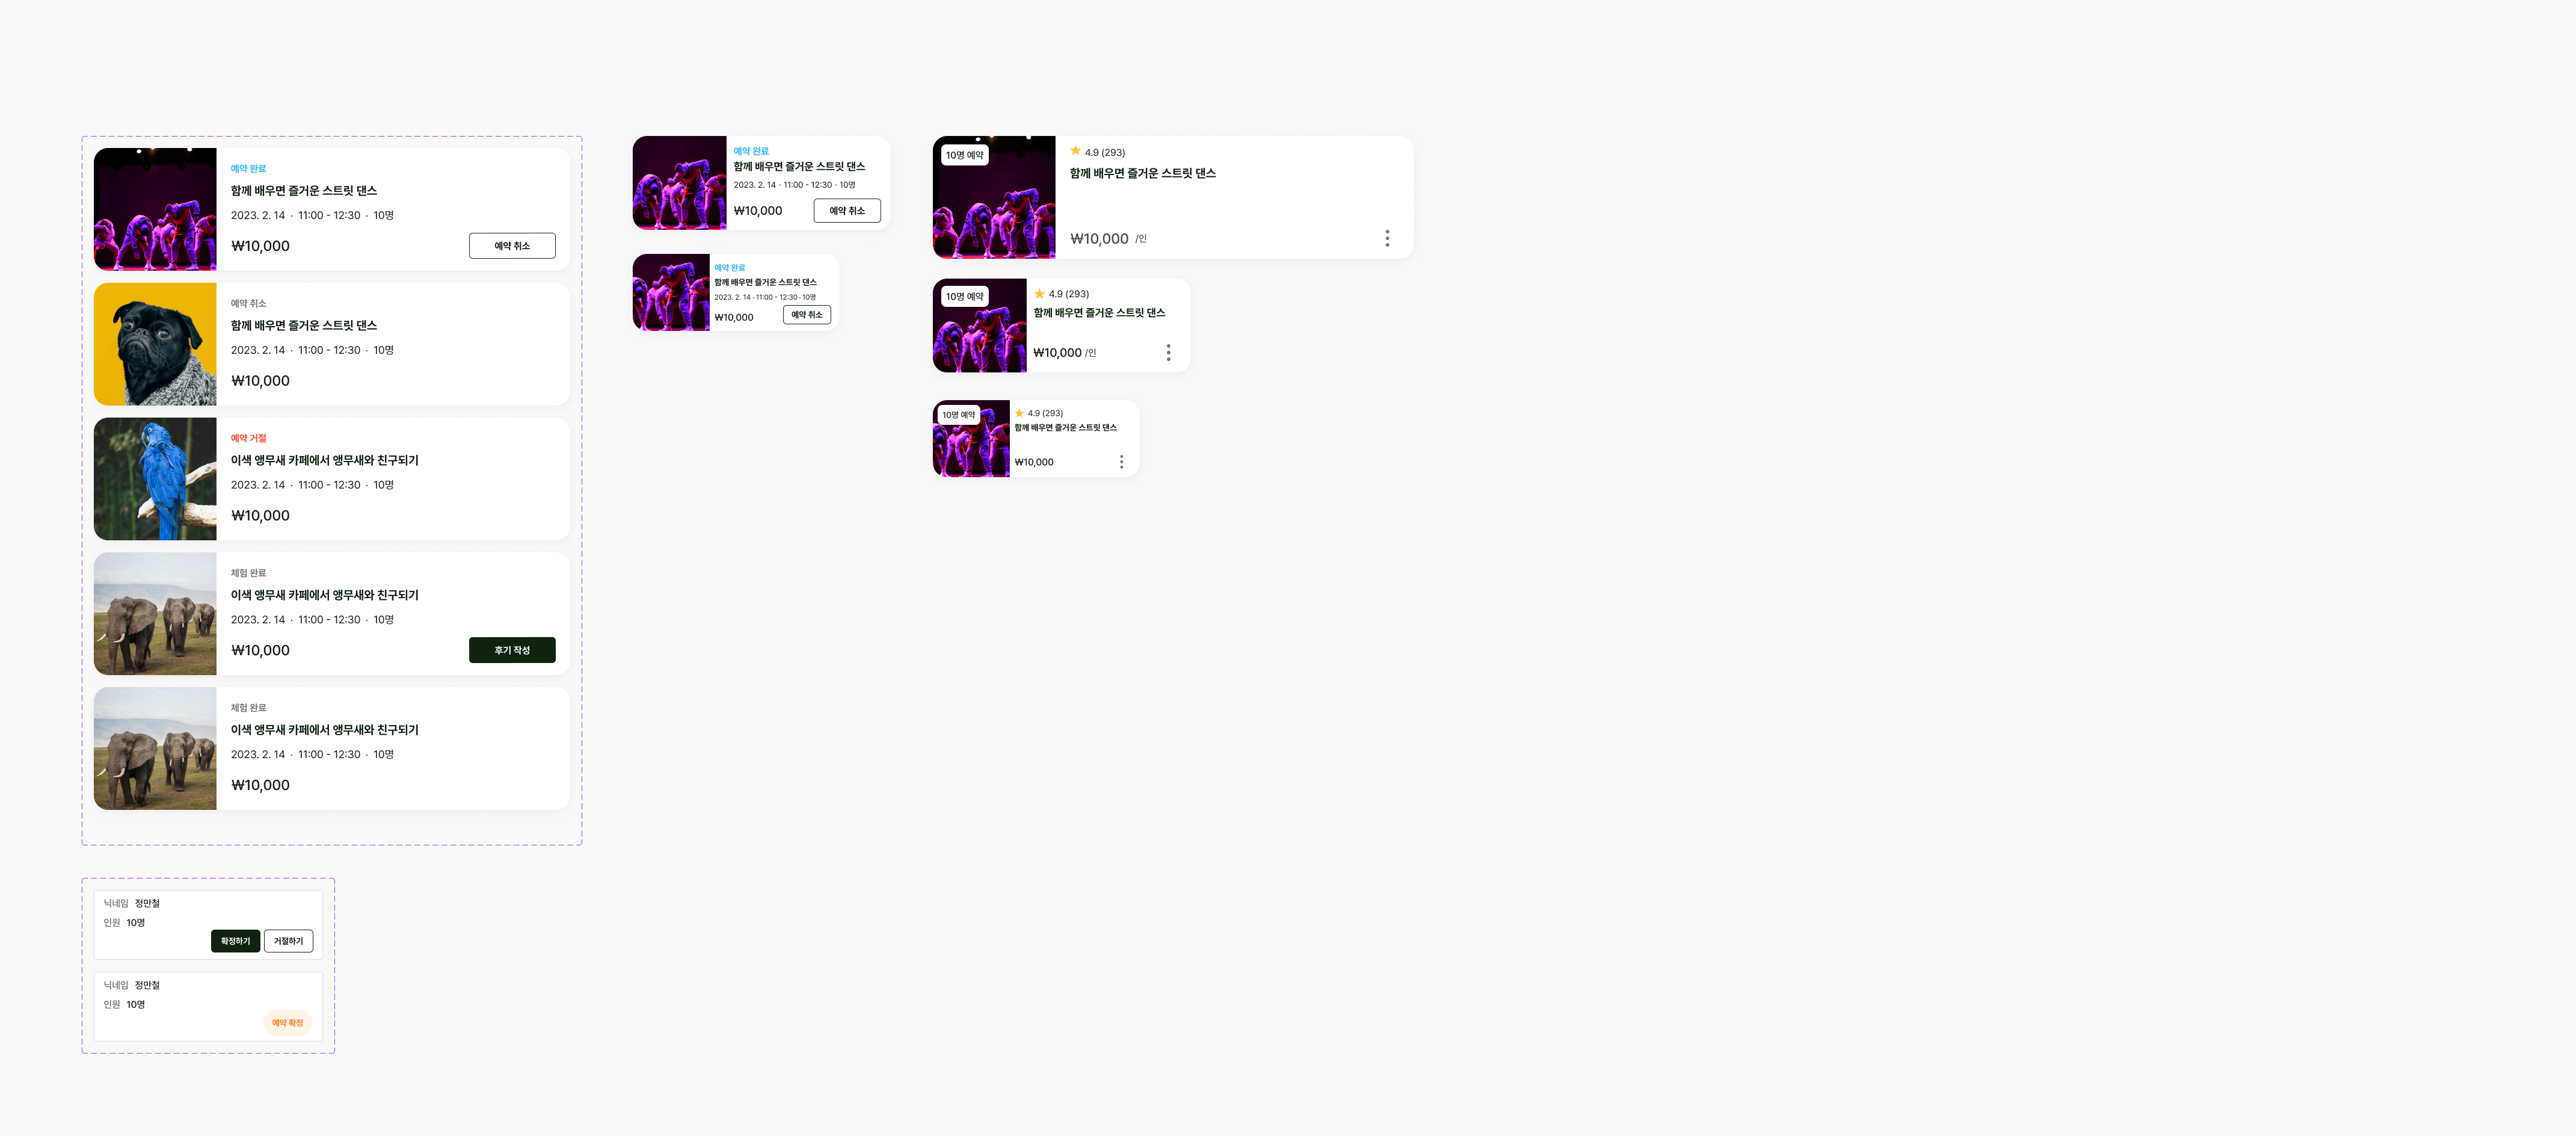 예약 완료
함께 배우면 즐거운 스트릿 댄스
2023. 2. 14 · 11:00 - 12:30 · 10명
₩10,000
예약 취소
예약 취소
함께 배우면 즐거운 스트릿 댄스
2023. 2. 14 · 11:00 - 12:30 · 10명
₩10,000
예약 거절
이색 앵무새 카페에서 앵무새와 친구되기
2023. 2. 14 · 11:00 - 12:30 · 10명
₩10,000
체험 완료
이색 앵무새 카페에서 앵무새와 친구되기
2023. 2. 14 · 11:00 - 12:30 · 10명
₩10,000
후기 작성
체험 완료
이색 앵무새 카페에서 앵무새와 친구되기
2023. 2. 14 · 11:00 - 12:30 · 10명
₩10,000
닉네임 정만철
인원 10명
확정하기 거절하기
닉네임 정만철
인원 10명
예약 확정
예약 완료
함께 배우면 즐거운 스트릿 댄스
2023. 2. 14 · 11:00 - 12:30 · 10명
₩10,000
예약 취소
예약 완료
함께 배우면 즐거운 스트릿 댄스
2023. 2. 14 · 11:00 - 12:30 · 10명
₩10,000
예약 취소
10명 예약
4.9 (293)
함께 배우면 즐거운 스트릿 댄스
₩10,000 /인
10명 예약
4.9 (293)
함께 배우면 즐거운 스트릿 댄스
₩10,000 /인
10명 예약
4.9 (293)
함께 배우면 즐거운 스트릿 댄스
₩10,000